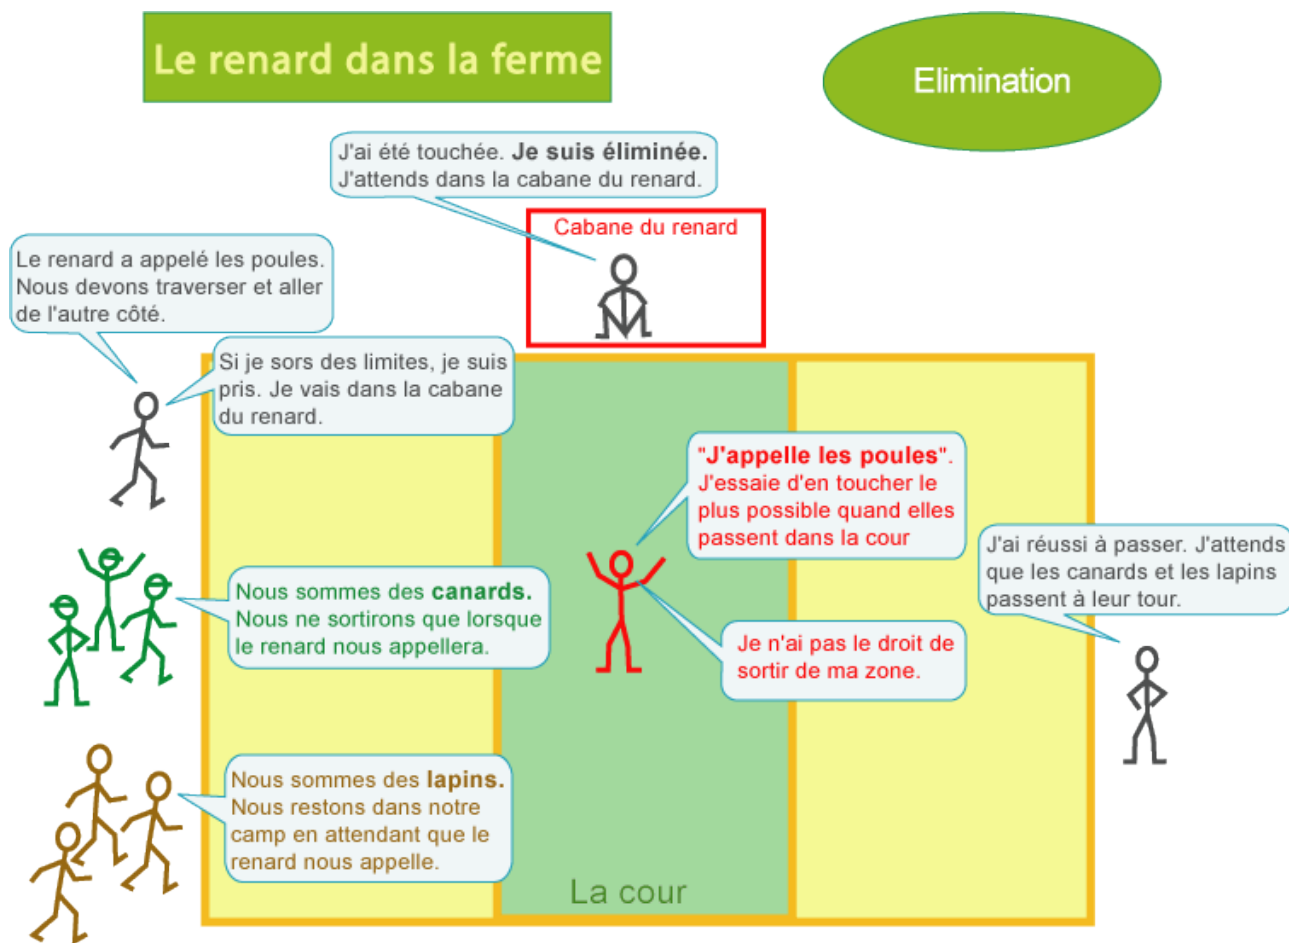 Le renard dans la ferme
Elimination
J'ai été touchée. Je suis éliminée.
J'attends dans la cabane du renard.
Cabane du renard
Le renard a appelé les poules.
Nous devons traverser et aller
de l'autre côté.
Si je sors des limites, je suis
pris. Je vais dans la cabane
du renard.
"J'appelle les poules".
J'essaie d'en toucher le
plus possible quand elles
passent dans la cour
J'ai réussi à passer. J'attends
que les canards et les lapins
passent à leur tour.
Nous sommes des canards.
Nous ne sortirons que lorsque
le renard nous appellera.
Je n'ai pas le droit de
sortir de ma zone.
Nous sommes des lapins.
Nous restons dans notre
camp en attendant que le
renard nous appelle.
La cour